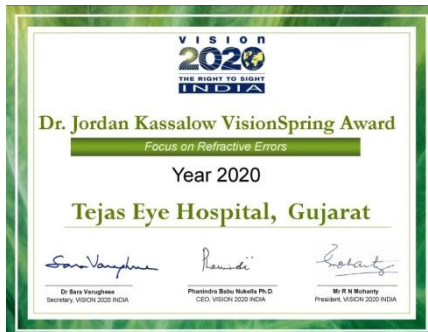 VISION
2020
THE RIGHT TO SIGHT
INDIA
Dr. Jordan Kassalow VisionSpring Award
Focus on Refractive Errors
Year 2020
Tejas Eye Hospital, Gujarat
Dr Sara Varughese
Secretary, VISION 2020 INDIA
Phanindra Babu Nukella Ph.D.
CEO, VISION 2020 INDIA
Mr R N Mohanty
President, VISION 2020 INDIA